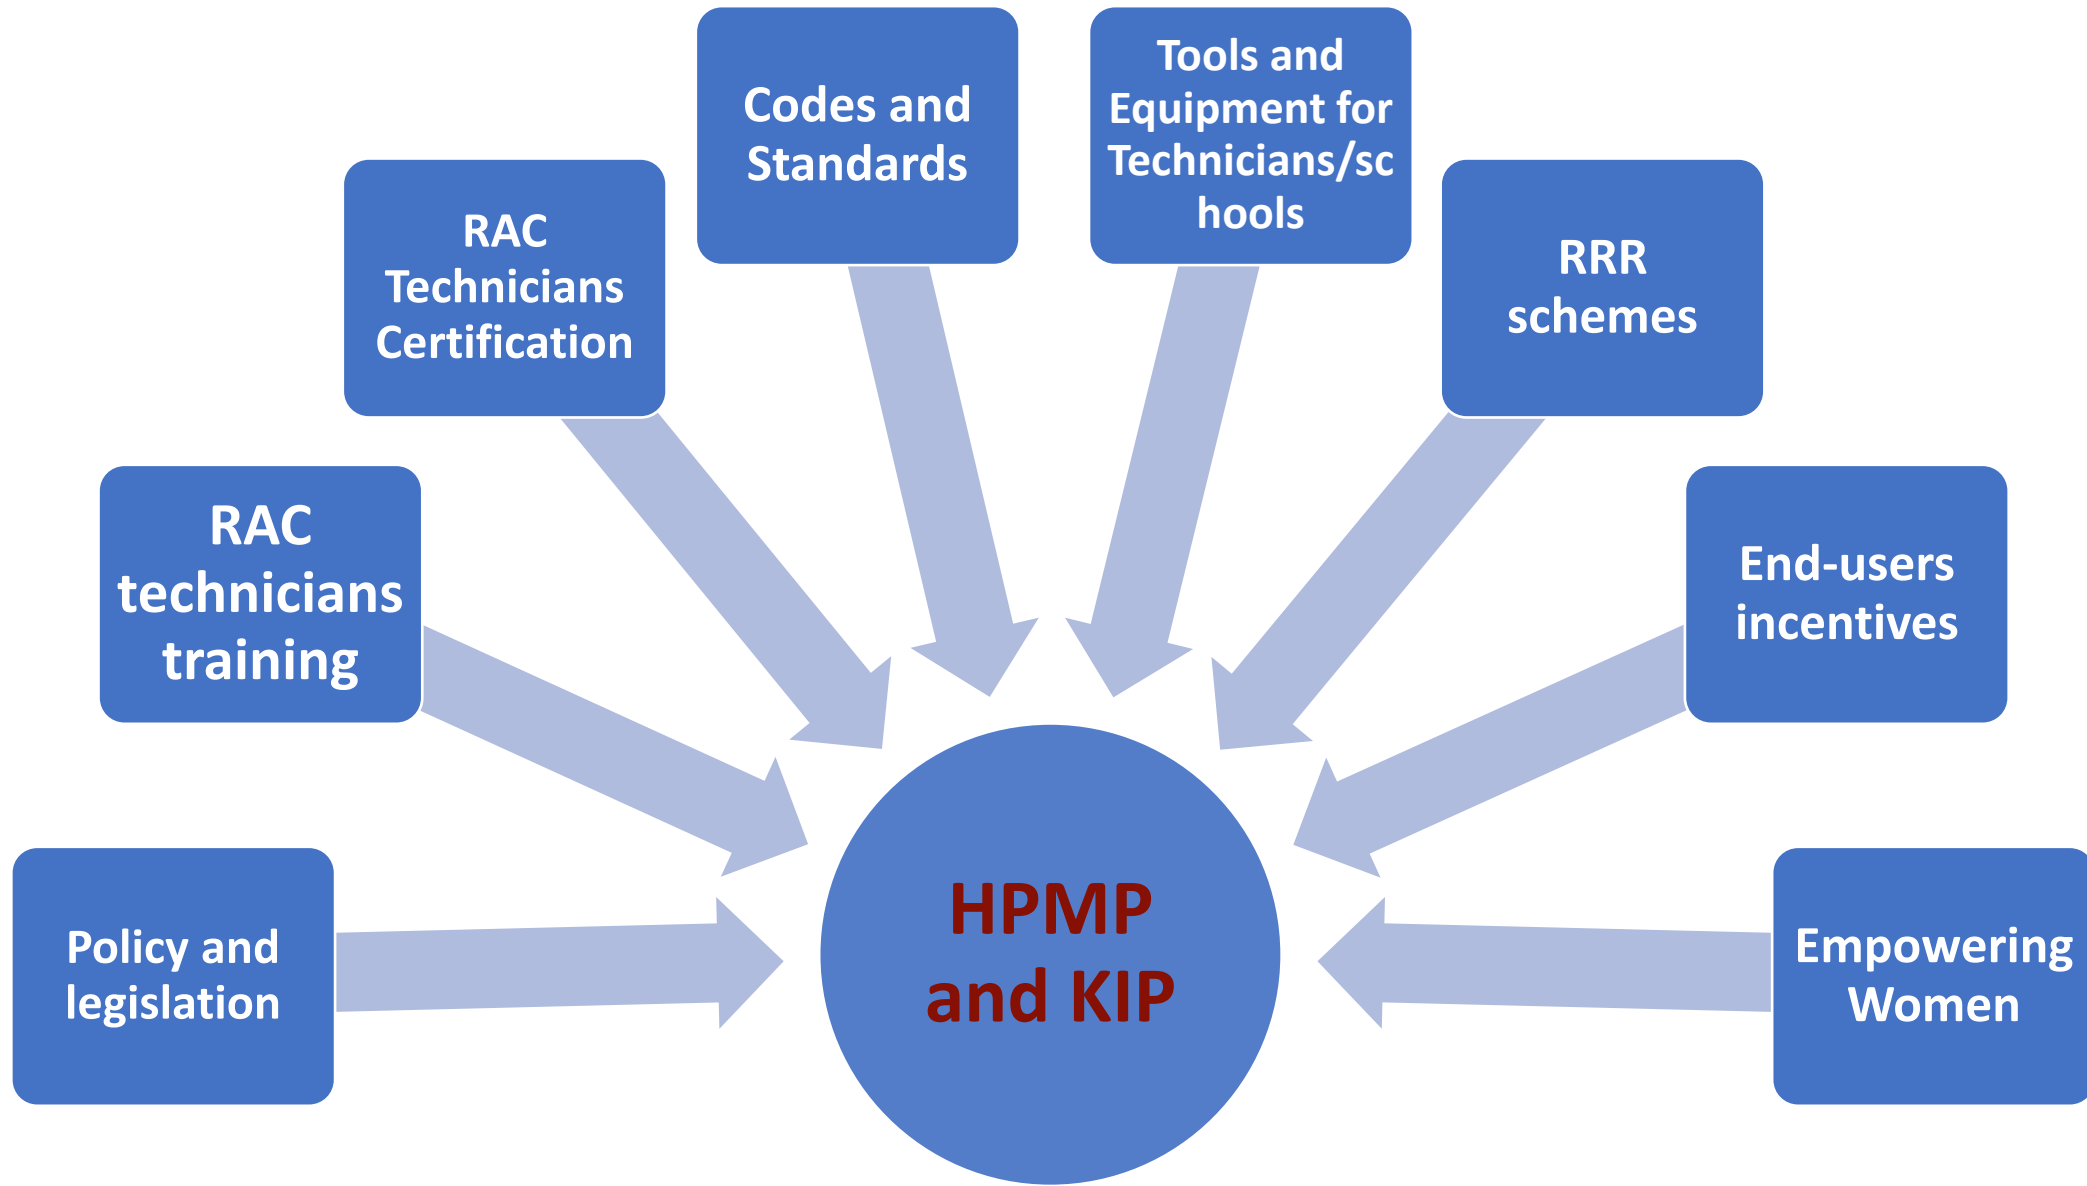 Policy and
legislation
RAC
technicians
training
RAC
Technicians
Certification
Codes and
Standards
Tools and
Equipment for
Technicians/sc
hools
RRR
schemes
End-users
incentives
Empowering
Women
HPMP
and KIP